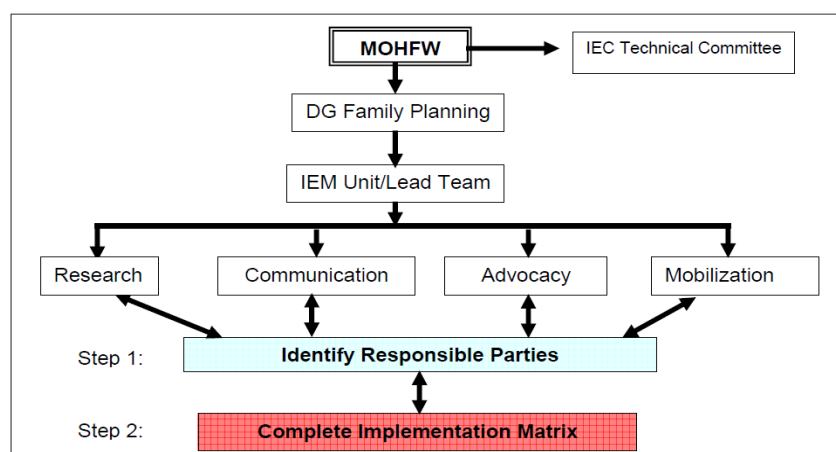 MOHFW
IEC Technical Committee
DG Family Planning
IEM Unit/Lead Team
Research
Communication
Advocacy
Mobilization
Step 1:
Identify Responsible Parties
Step 2:
Complete Implementation Matrix